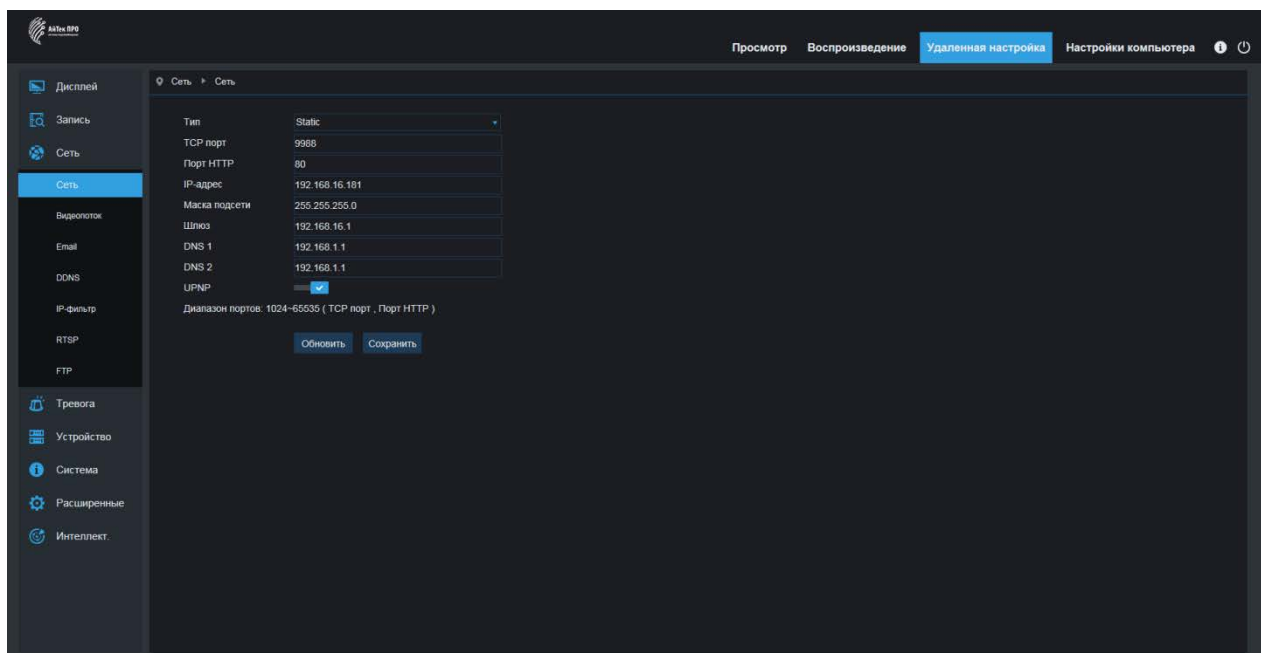 АйТек ПРО
Просмотр Воспроизведение Удаленная настройка Настройки компьютера
Дисплей
Запись
Сеть
Сеть
Видеопоток
Email
DDNS
IP-фильтр
RTSP
FTP
Тревога
Устройство
Система
Расширенные
Интеллект.
Сеть Сеть
Тип Static
TCP порт 9988
Порт HTTP 80
IP-адрес 192.168.16.181
Маска подсети 255.255.255.0
Шлюз 192.168.16.1
DNS 1 192.168.1.1
DNS 2 192.168.1.1
UPNP
Диапазон портов: 1024~65535 ( TCP порт , Порт HTTP )
Обновить Сохранить